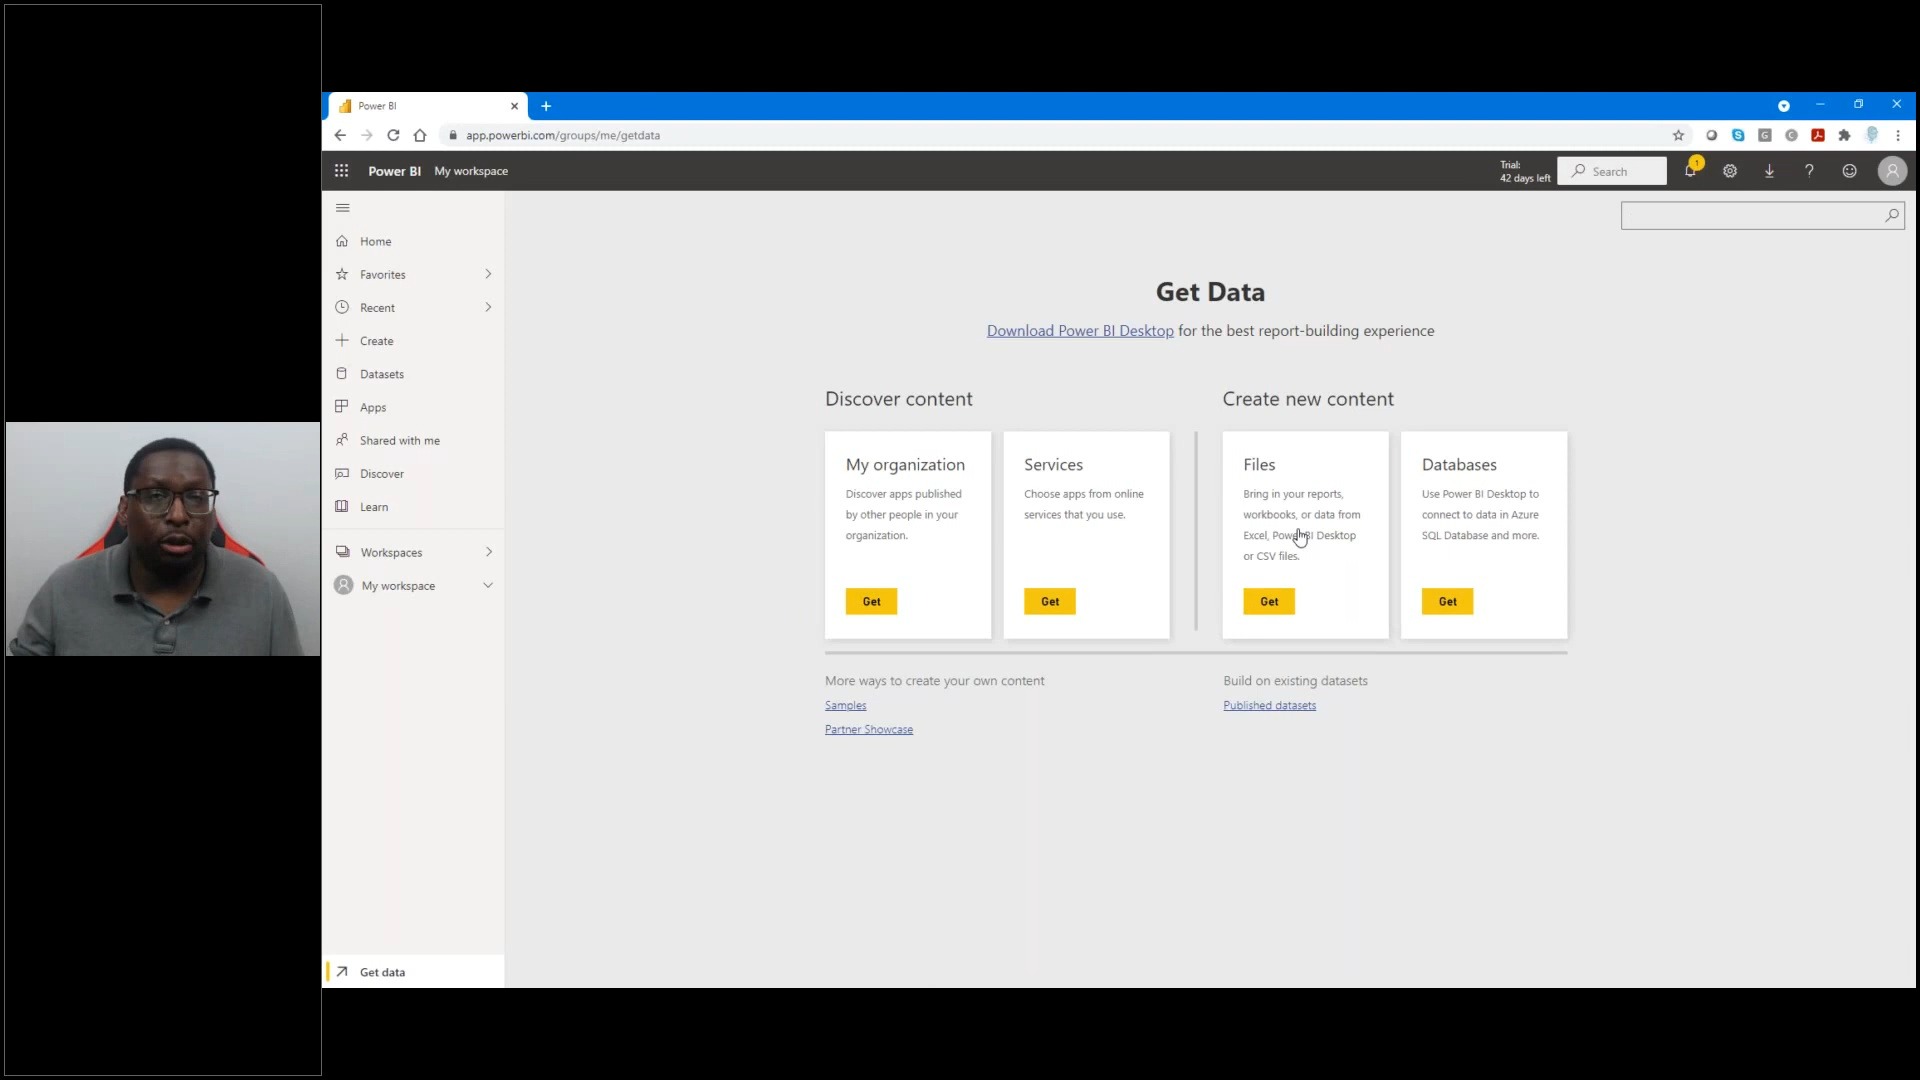 Power BI
app.powerbi.com/groups/me/getdata
Power BI My workspace
Trial:
42 days left
Search
1
Home
Favorites
Recent
Create
Datasets
Apps
Shared with me
Discover
Learn
Workspaces
My workspace
Get data
Get Data
Download Power BI Desktop for the best report-building experience
Discover content
My organization
Discover apps published
by other people in your
organization.
Get
Services
Choose apps from online
services that you use.
Get
Create new content
Files
Bring in your reports,
workbooks, or data from
Excel, Power BI Desktop
or CSV files.
Get
Databases
Use Power BI Desktop to
connect to data in Azure
SQL Database and more.
Get
More ways to create your own content
Samples
Partner Showcase
Build on existing datasets
Published datasets